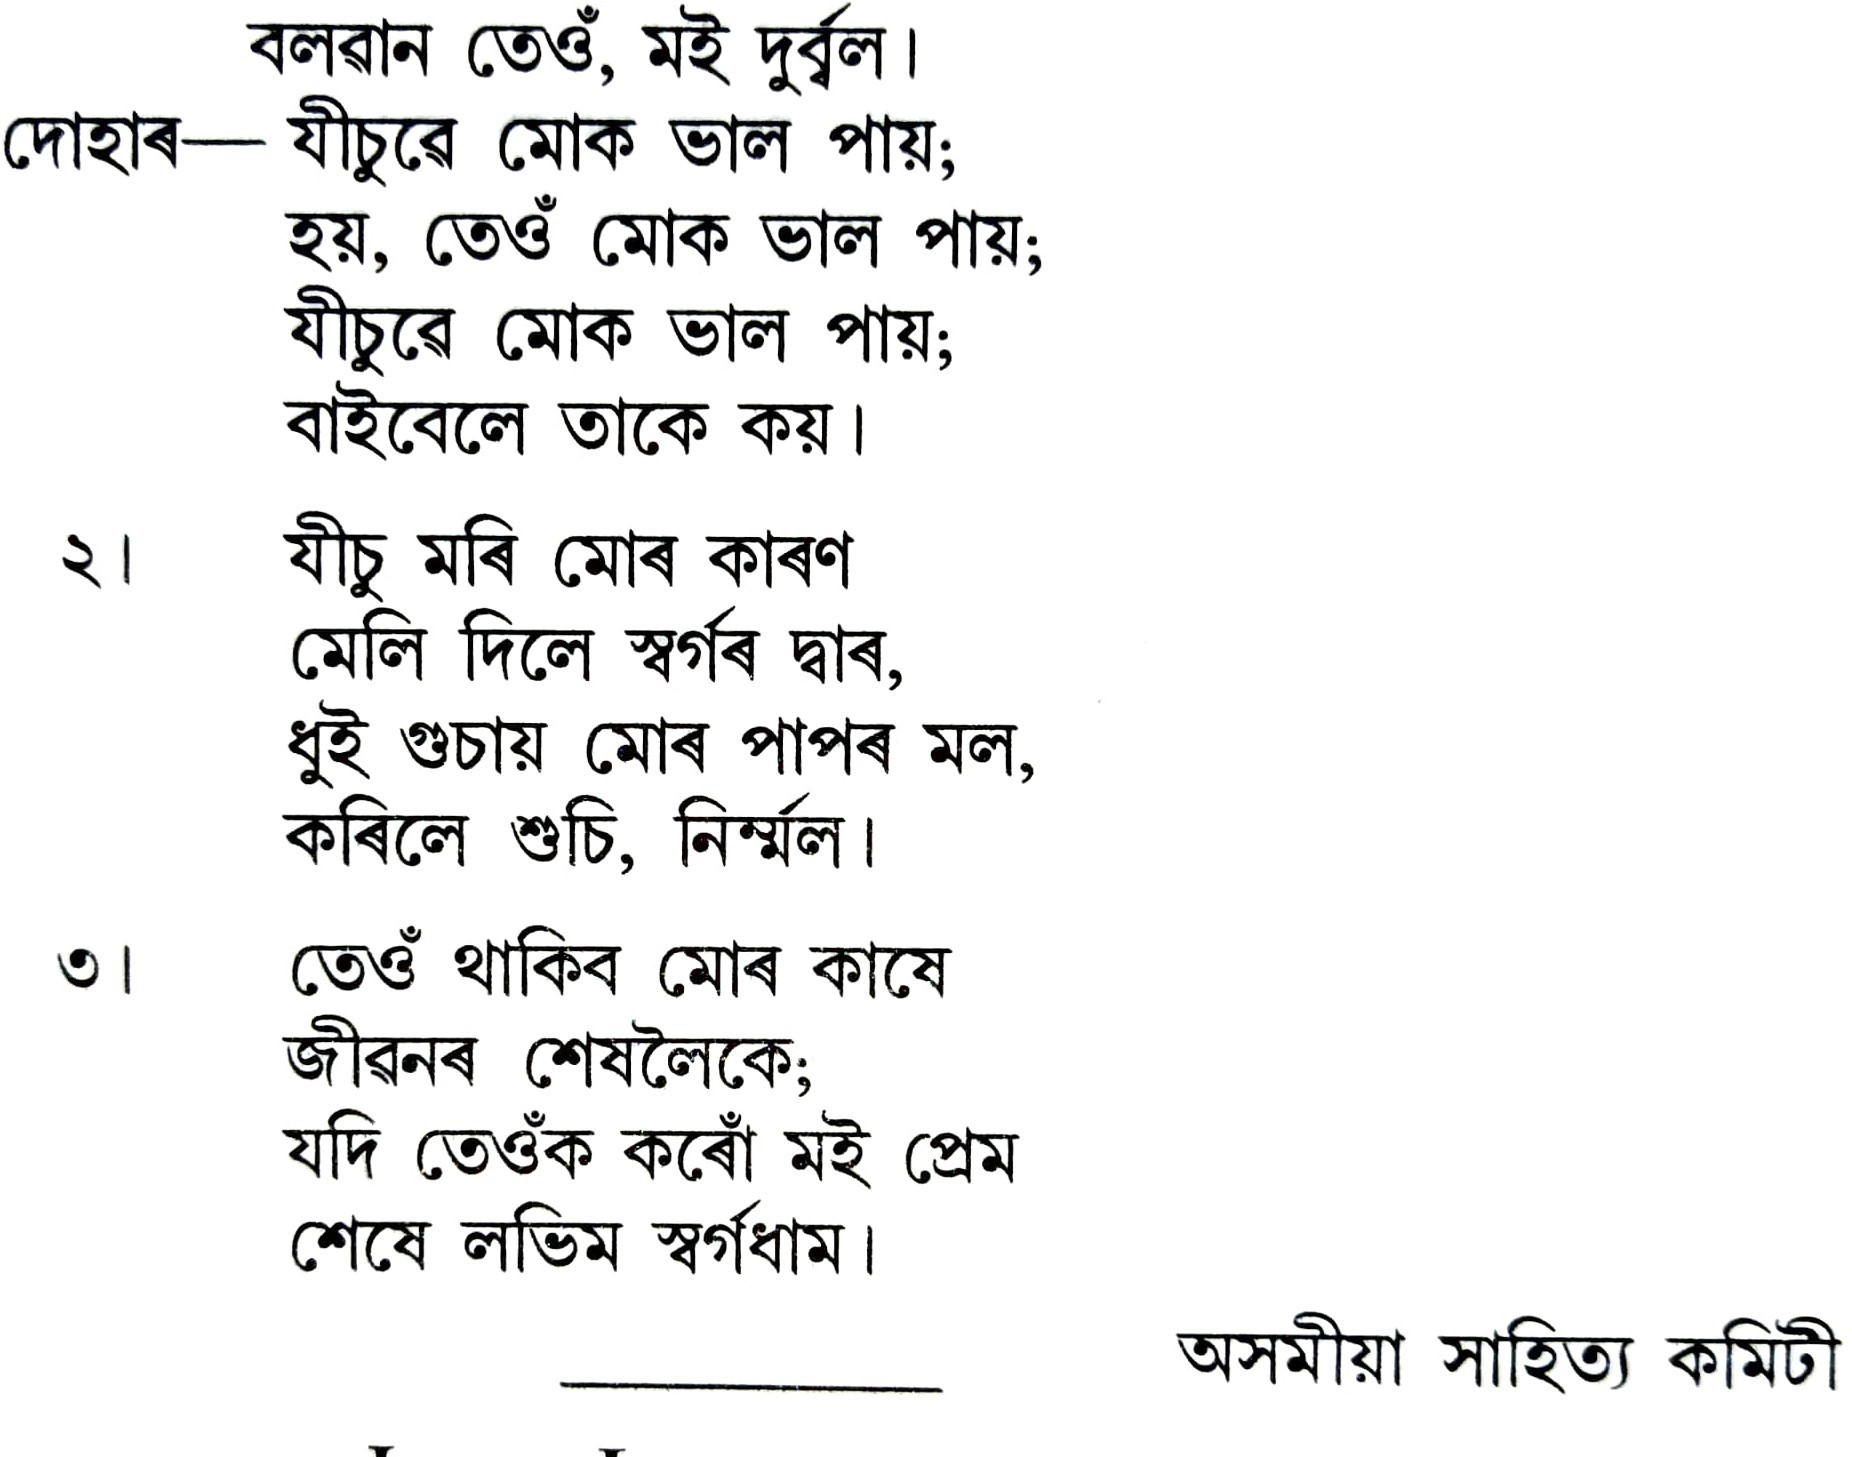 বলৱান তেওঁ, মই দুৰ্ব্বল।
দোহাৰ— যীচুৱে মোক ভাল পায়;
হয়, তেওঁ মোক ভাল পায়;
যীচুৱে মোক ভাল পায়;
বাইবেলে তাকে কয়।
২। যীচু মৰি মোৰ কাৰণ
মেলি দিলে স্বৰ্গৰ দ্বাৰ,
ধুই গুচায় মোৰ পাপৰ মল,
কৰিলে শুচি, নিৰ্ম্মল।
৩। তেওঁ থাকিব মোৰ কাষে
জীৱনৰ শেষলৈকে;
যদি তেওঁক কৰোঁ মই প্ৰেম
শেষে লভিম স্বৰ্গধাম।
অসমীয়া সাহিত্য কমিটী